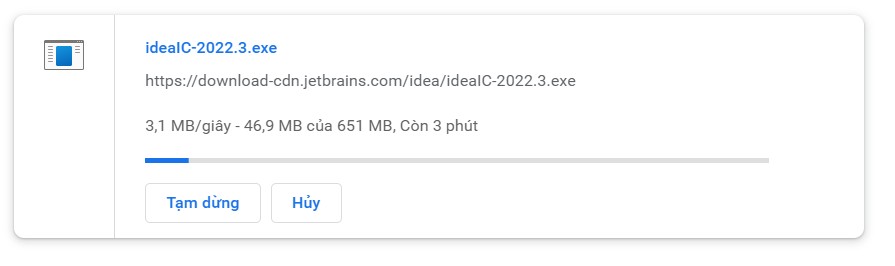 ideaIC-2022.3.exe
https://download-cdn.jetbrains.com/idea/ideaIC-2022.3.exe
3,1 MB/giây - 46,9 MB của 651 MB, Còn 3 phút
Tạm dừng Hủy